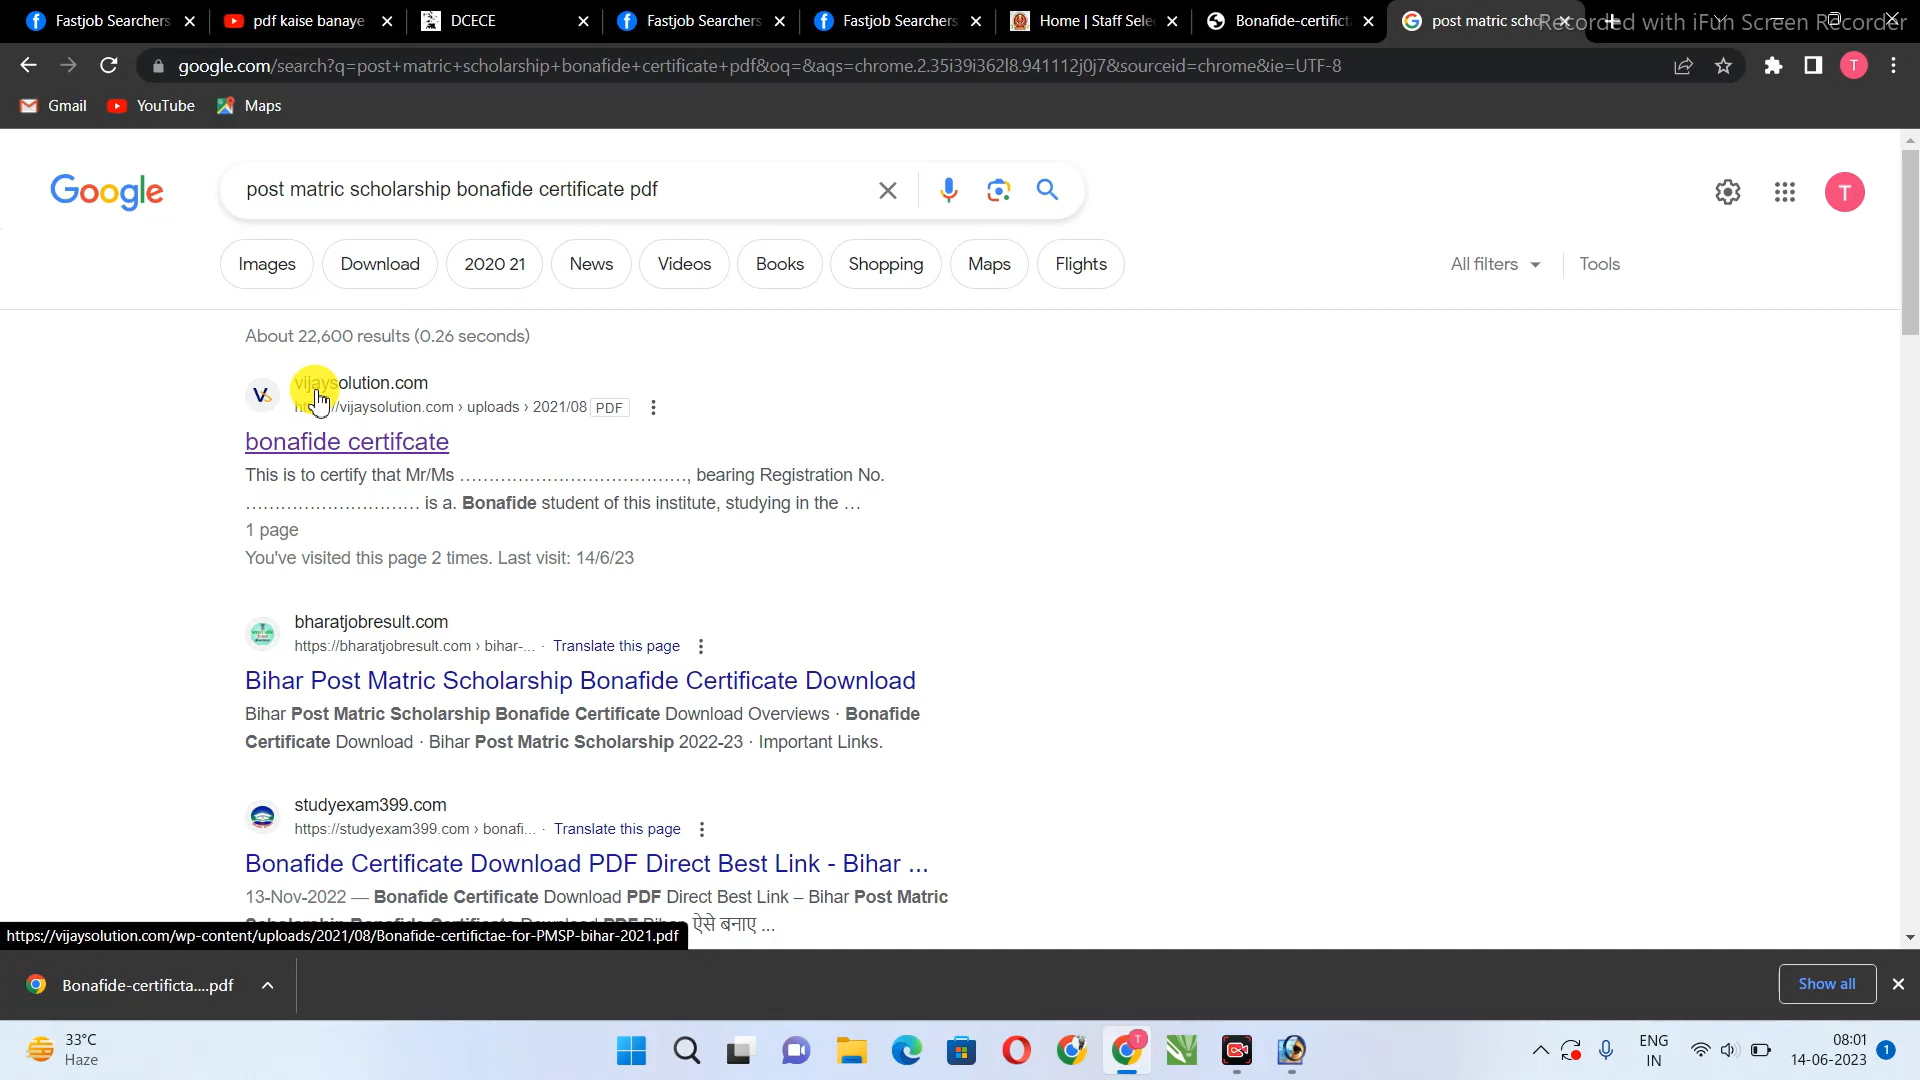 Fastjob Searchers
pdf kaise banaye
DCECE
Fastjob Searchers
Fastjob Searchers
Home | Staff Sele
Bonafide-certifict
post matric scho
Recorded with iFun Screen Recorder
google.com/search?q=post+matric+scholarship+bonafide+certificate+pdf&oq=&aqs=chrome.2.35i39i362l8.941112j0j7&sourceid=chrome&ie=UTF-8
T
Gmail
YouTube
Maps
Google
post matric scholarship bonafide certificate pdf
T
Images
Download
2020 21
News
Videos
Books
Shopping
Maps
Flights
All filters
Tools
About 22,600 results (0.26 seconds)
vijaysolution.com
//vijaysolution.com › uploads › 2021/08 PDF
bonafide certifcate
This is to certify that Mr/Ms ………………………………, bearing Registration No.
……………………… is a. Bonafide student of this institute, studying in the ...
1 page
You've visited this page 2 times. Last visit: 14/6/23
bharatjobresult.com
https://bharatjobresult.com › bihar-... · Translate this page
Bihar Post Matric Scholarship Bonafide Certificate Download
Bihar Post Matric Scholarship Bonafide Certificate Download Overviews · Bonafide
Certificate Download · Bihar Post Matric Scholarship 2022-23 · Important Links.
studyexam399.com
https://studyexam399.com › bonafi... · Translate this page
Bonafide Certificate Download PDF Direct Best Link - Bihar ...
13-Nov-2022 — Bonafide Certificate Download PDF Direct Best Link – Bihar Post Matric
Scholarship Bonafide Certificate Download PDF Bihar, ऐसे बनाए ...
https://vijaysolution.com/wp-content/uploads/2021/08/Bonafide-certifictae-for-PMSP-bihar-2021.pdf
Bonafide-certificta....pdf
Show all
33°C
Haze
T
ENG
IN
08:01
14-06-2023
1